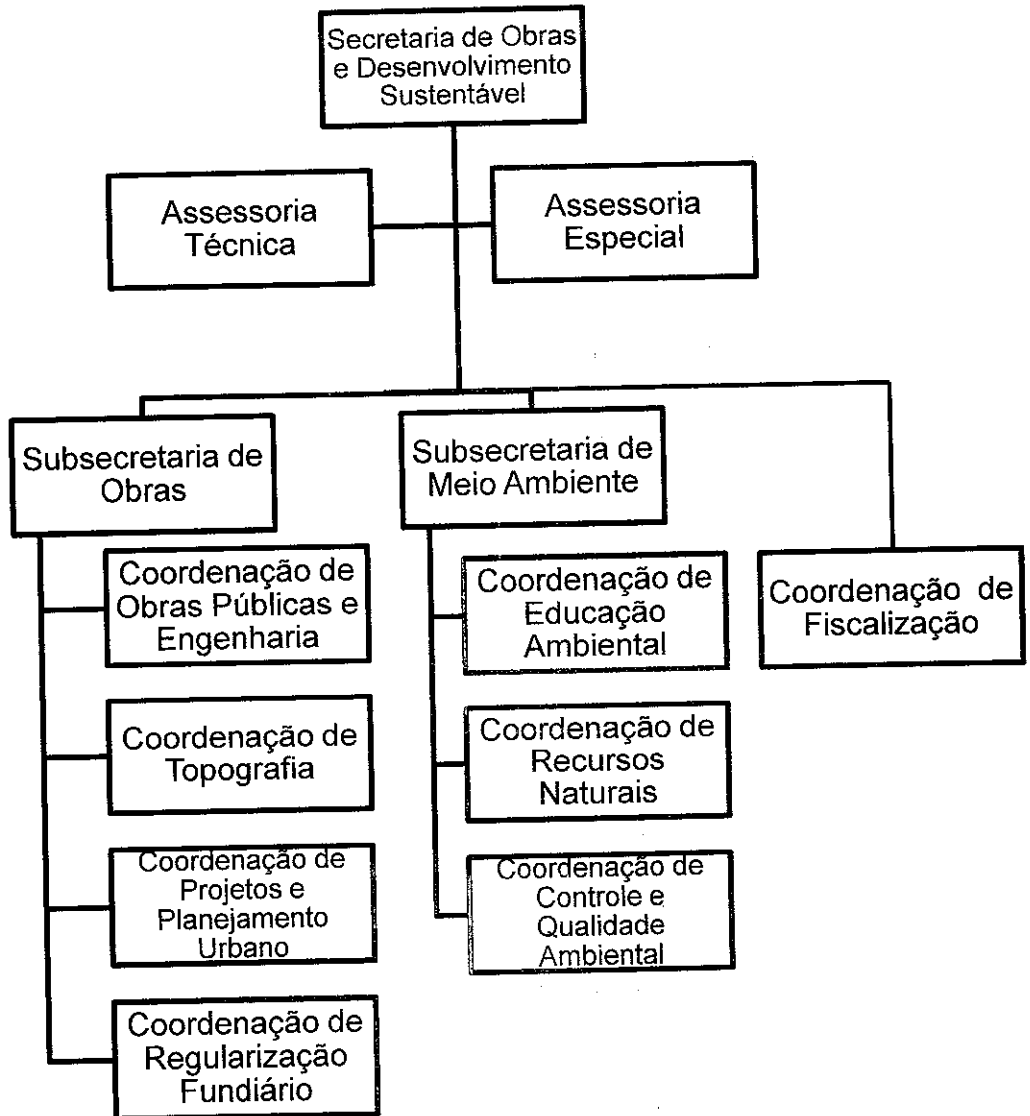 Secretaria de Obras
e Desenvolvimento
Sustentável
Assessoria
Técnica
Assessoria
Especial
Subsecretaria de
Obras
Subsecretaria de
Meio Ambiente
Coordenação de
Obras Públicas e
Engenharia
Coordenação de
Educação
Ambiental
Coordenação de
Fiscalização
Coordenação de
Topografia
Coordenação de
Recursos
Naturais
Coordenação de
Projetos e
Planejamento
Urbano
Coordenação de
Controle e
Qualidade
Ambiental
Coordenação de
Regularização
Fundiário